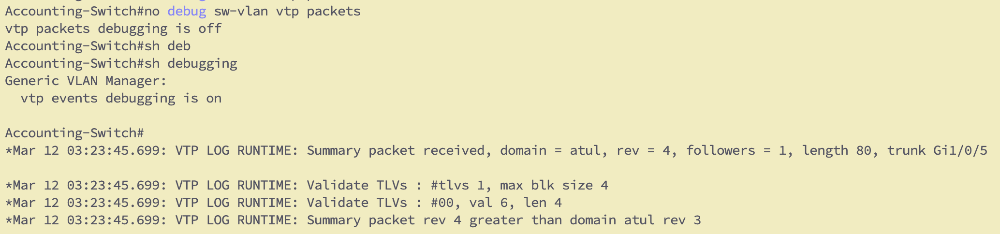 Accounting-Switch#no debug sw-vlan vtp packets
vtp packets debugging is off
Accounting-Switch#sh deb
Accounting-Switch#sh debugging
Generic VLAN Manager:
  vtp events debugging is on
Accounting-Switch#
*Mar 12 03:23:45.699: VTP LOG RUNTIME: Summary packet received, domain = atul, rev = 4, followers = 1, length 80, trunk Gi1/0/5
*Mar 12 03:23:45.699: VTP LOG RUNTIME: Validate TLVs : #tlvs 1, max blk size 4
*Mar 12 03:23:45.699: VTP LOG RUNTIME: Validate TLVs : #00, val 6, len 4
*Mar 12 03:23:45.699: VTP LOG RUNTIME: Summary packet rev 4 greater than domain atul rev 3